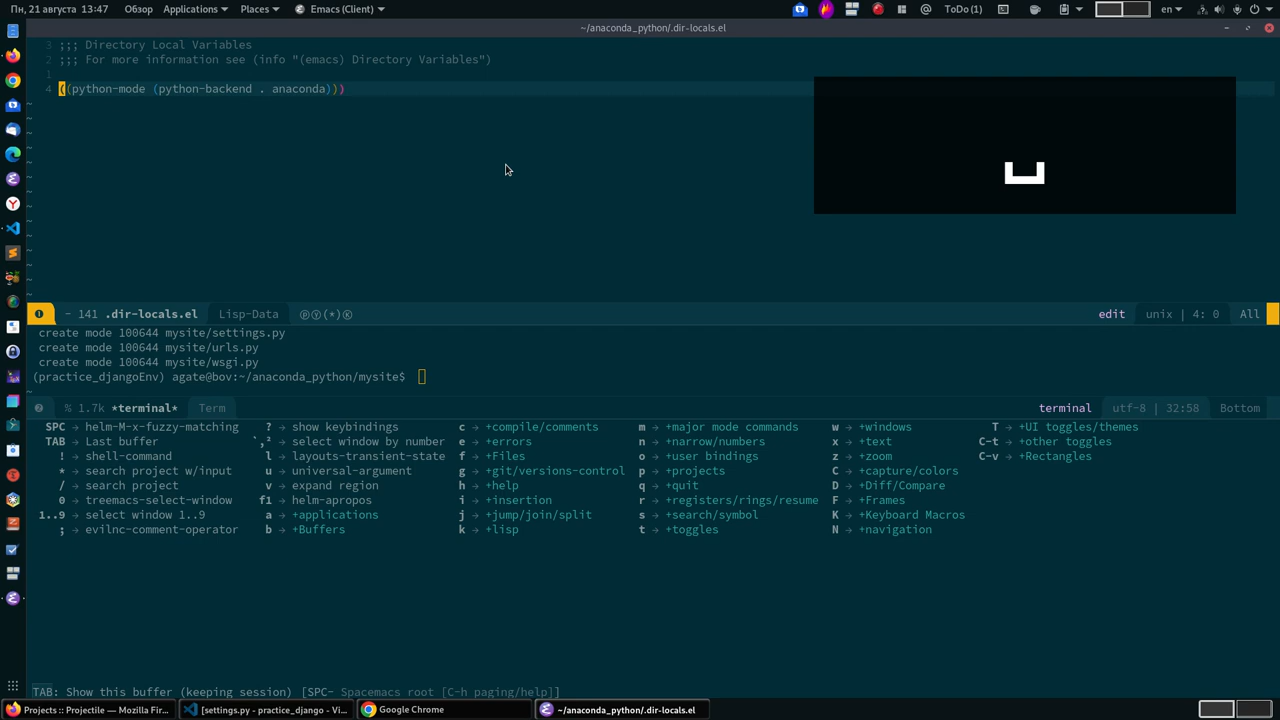 Пн, 21 августа 13:47 Обзор Applications Places Emacs (Client) ToDo(1) en
~/anaconda_python/.dir-locals.el
3 ;;; Directory Local Variables
2 ;;; For more information see (info "(emacs) Directory Variables")
1
4 ((python-mode (python-backend . anaconda)))
- 141 .dir-locals.el Lisp-Data edit unix | 4: 0 All
create mode 100644 mysite/settings.py
create mode 100644 mysite/urls.py
create mode 100644 mysite/wsgi.py
(practice_djangoEnv) agate@bov:~/anaconda_python/mysite$
% 1.7k *terminal* Term terminal utf-8 | 32:58 Bottom
SPC → helm-M-x-fuzzy-matching ? → show keybindings c → +compile/comments m → +major mode commands w → +windows T → +UI toggles/themes
TAB → Last buffer `,² → select window by number e → +errors n → +narrow/numbers x → +text C-t → +other toggles
! → shell-command l → layouts-transient-state f → +Files o → +user bindings z → +zoom C-v → +Rectangles
* → search project w/input u → universal-argument g → +git/versions-control p → +projects C → +capture/colors
/ → search project v → expand region h → +help q → +quit D → +Diff/Compare
0 → treemacs-select-window f1 → helm-apropos i → +insertion r → +registers/rings/resume F → +Frames
1..9 → select window 1..9 a → +applications j → +jump/join/split s → +search/symbol K → +Keyboard Macros
; → evilnc-comment-operator b → +Buffers k → +lisp t → +toggles N → +navigation
TAB: Show this buffer (keeping session) [SPC- Spacemacs root [C-h paging/help]]
Projects :: Projectile — Mozilla Fir... [settings.py - practice_django - Vi... Google Chrome ~/anaconda_python/.dir-locals.el